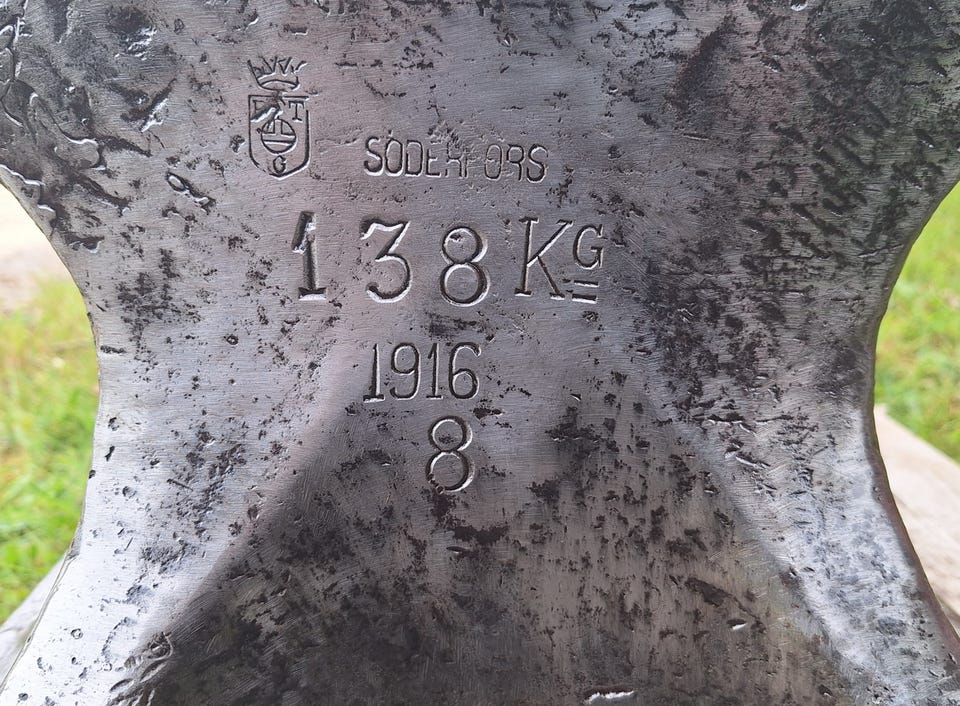 SODERFORS
138 KG
1916
8
T
G